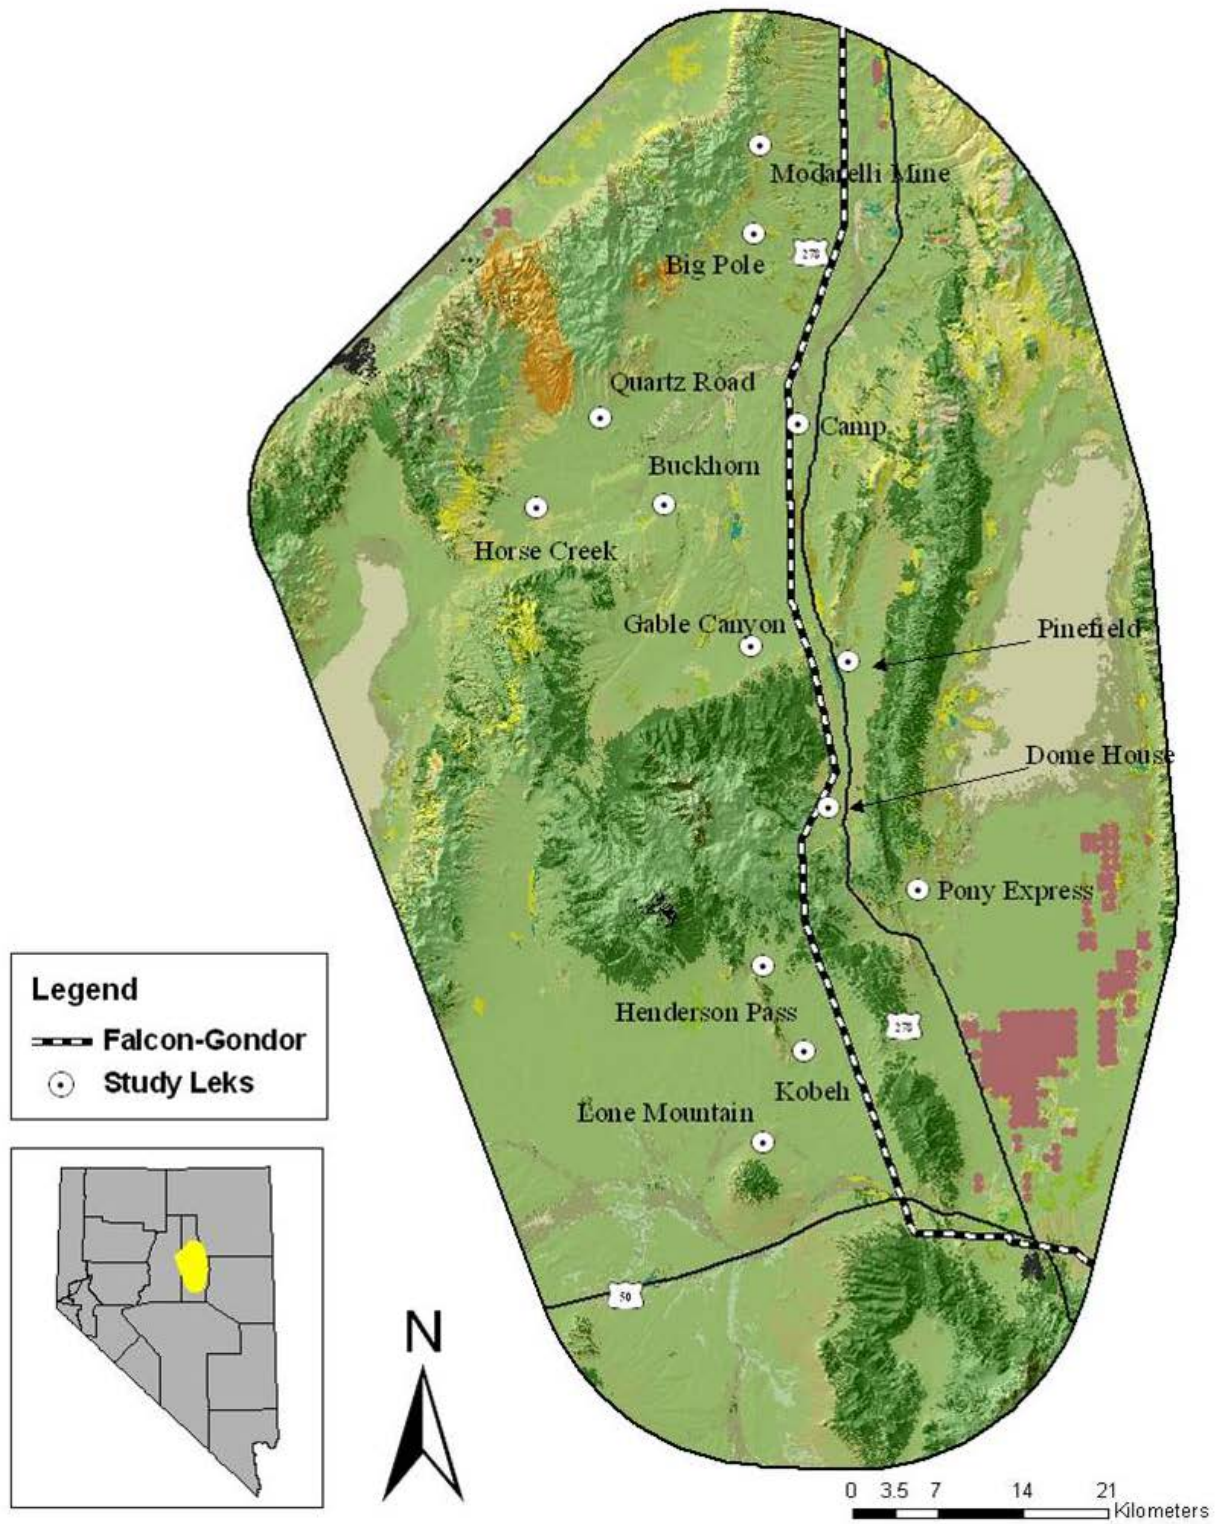 Modarelli Mine
278
Big Pole
Quartz Road
Camp
Buckhorn
Horse Creek
Gable Canyon
Pinefield
Dome House
Pony Express
Henderson Pass
278
Kobeh
Lone Mountain
50
Legend
Falcon-Gondor
Study Leks
N
0 3.5 7 14 21
Kilometers